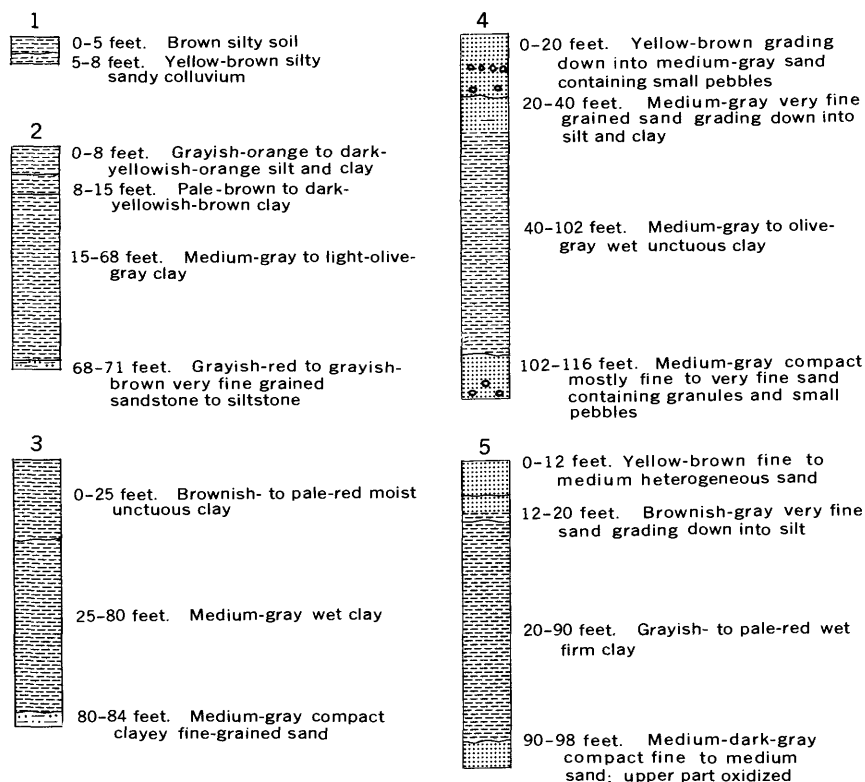 1
0-5 feet. Brown silty soil
5-8 feet. Yellow-brown silty
sandy colluvium
2
0-8 feet. Grayish-orange to dark-
yellowish-orange silt and clay
8-15 feet. Pale-brown to dark-
yellowish-brown clay
15-68 feet. Medium-gray to light-olive-
gray clay
68-71 feet. Grayish-red to grayish-
brown very fine grained
sandstone to siltstone
3
0-25 feet. Brownish- to pale-red moist
unctuous clay
25-80 feet. Medium-gray wet clay
80-84 feet. Medium-gray compact
clayey fine-grained sand
4
0-20 feet. Yellow-brown grading
down into medium-gray sand
containing small pebbles
20-40 feet. Medium-gray very fine
grained sand grading down into
silt and clay
40-102 feet. Medium-gray to olive-
gray wet unctuous clay
102-116 feet. Medium-gray compact
mostly fine to very fine sand
containing granules and small
pebbles
5
0-12 feet. Yellow-brown fine to
medium heterogeneous sand
12-20 feet. Brownish-gray very fine
sand grading down into silt
20-90 feet. Grayish- to pale-red wet
firm clay
90-98 feet. Medium-dark-gray
compact fine to medium
sand; upper part oxidized